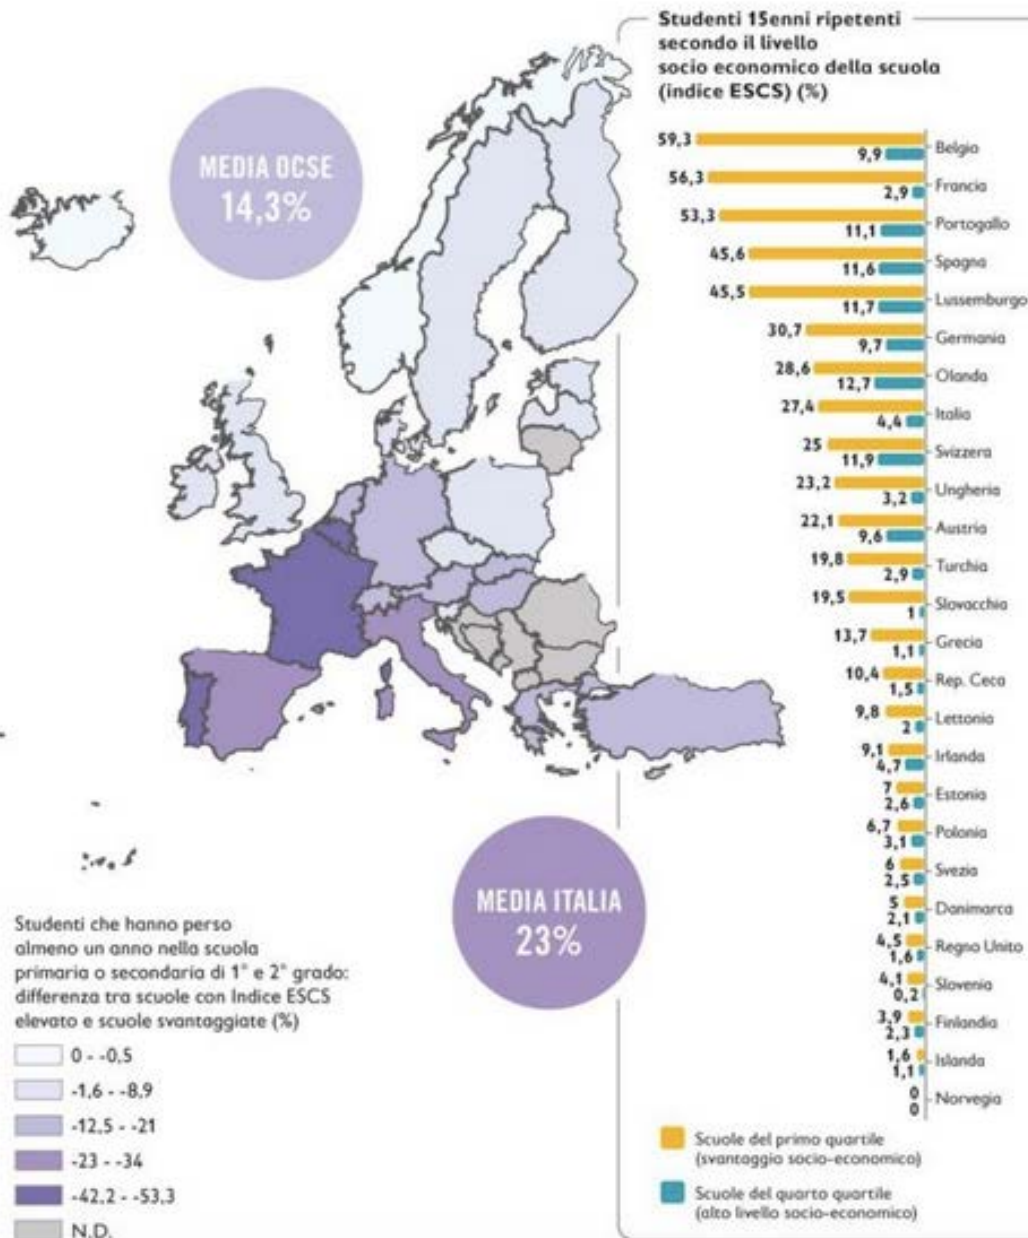 Studenti 15enni ripetenti
secondo il livello
socio economico della scuola
(indice ESCS) (%)
MEDIA OCSE
14,3%
59,3
9,9
Belgio
56,3
2,9
Francia
53,3
11,1
Portogallo
45,6
11,6
Spagna
45,5
11,7
Lussemburgo
30,7
9,7
Germania
28,6
12,7
Olanda
27,4
4,4
Italia
25
11,9
Svizzera
23,2
3,2
Ungheria
22,1
9,6
Austria
19,8
2,9
Turchia
19,5
1
Slovacchia
13,7
1,1
Grecia
10,4
1,5
Rep. Ceca
9,8
2
Lettonia
9,1
4,7
Irlanda
7
2,6
Estonia
6,7
3,1
Polonia
6
2,5
Svezia
5
2,1
Danimarca
4,5
1,6
Regno Unito
4,1
0,2
Slovenia
3,9
2,3
Finlandia
1,6
1,1
Islanda
0
0
Norvegia
Scuole del primo quartile
(svantaggio socio-economico)
Scuole del quarto quartile
(alto livello socio-economico)
MEDIA ITALIA
23%
Studenti che hanno perso
almeno un anno nella scuola
primaria o secondaria di 1° e 2° grado:
differenza tra scuole con Indice ESCS
elevato e scuole svantaggiate (%)
0 - -0,5
-1,6 - -8,9
-12,5 - -21
-23 - -34
-42,2 - -53,3
N.D.